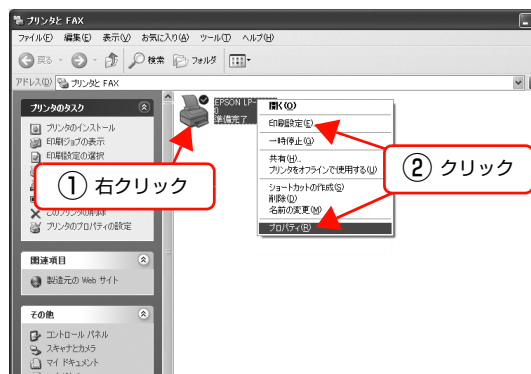 プリンタと FAX
ファイル(F) 編集(E) 表示(V) お気に入り(A) ツール(T) ヘルプ(H)
戻る 検索 フォルダ
アドレス(D) プリンタと FAX
プリンタのタスク
プリンタのインストール
印刷ジョブの表示
印刷設定の選択
このプリンタの削除
プリンタのプロパティの設定
関連項目
製造元の Web サイト
その他
コントロール パネル
スキャナとカメラ
マイ ドキュメント
EPSON LP-
0
準備完了
開く(O)
印刷設定(E)...
一時停止(G)
共有(H)...
プリンタをオフラインで使用する(U)
ショートカットの作成(S)
削除(D)
名前の変更(M)
プロパティ(R)
① 右クリック
② クリック